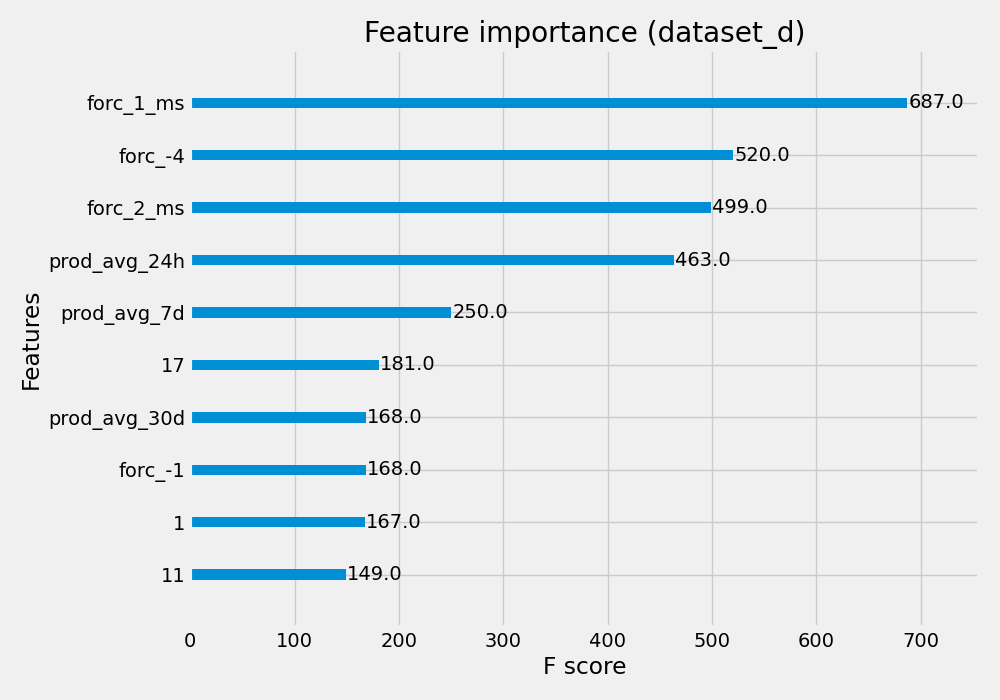 Feature importance (dataset_d)
Features
forc_1_ms 687.0
forc_-4 520.0
forc_2_ms 499.0
prod_avg_24h 463.0
prod_avg_7d 250.0
17 181.0
prod_avg_30d 168.0
forc_-1 168.0
1 167.0
11 149.0
0 100 200 300 400 500 600 700
F score